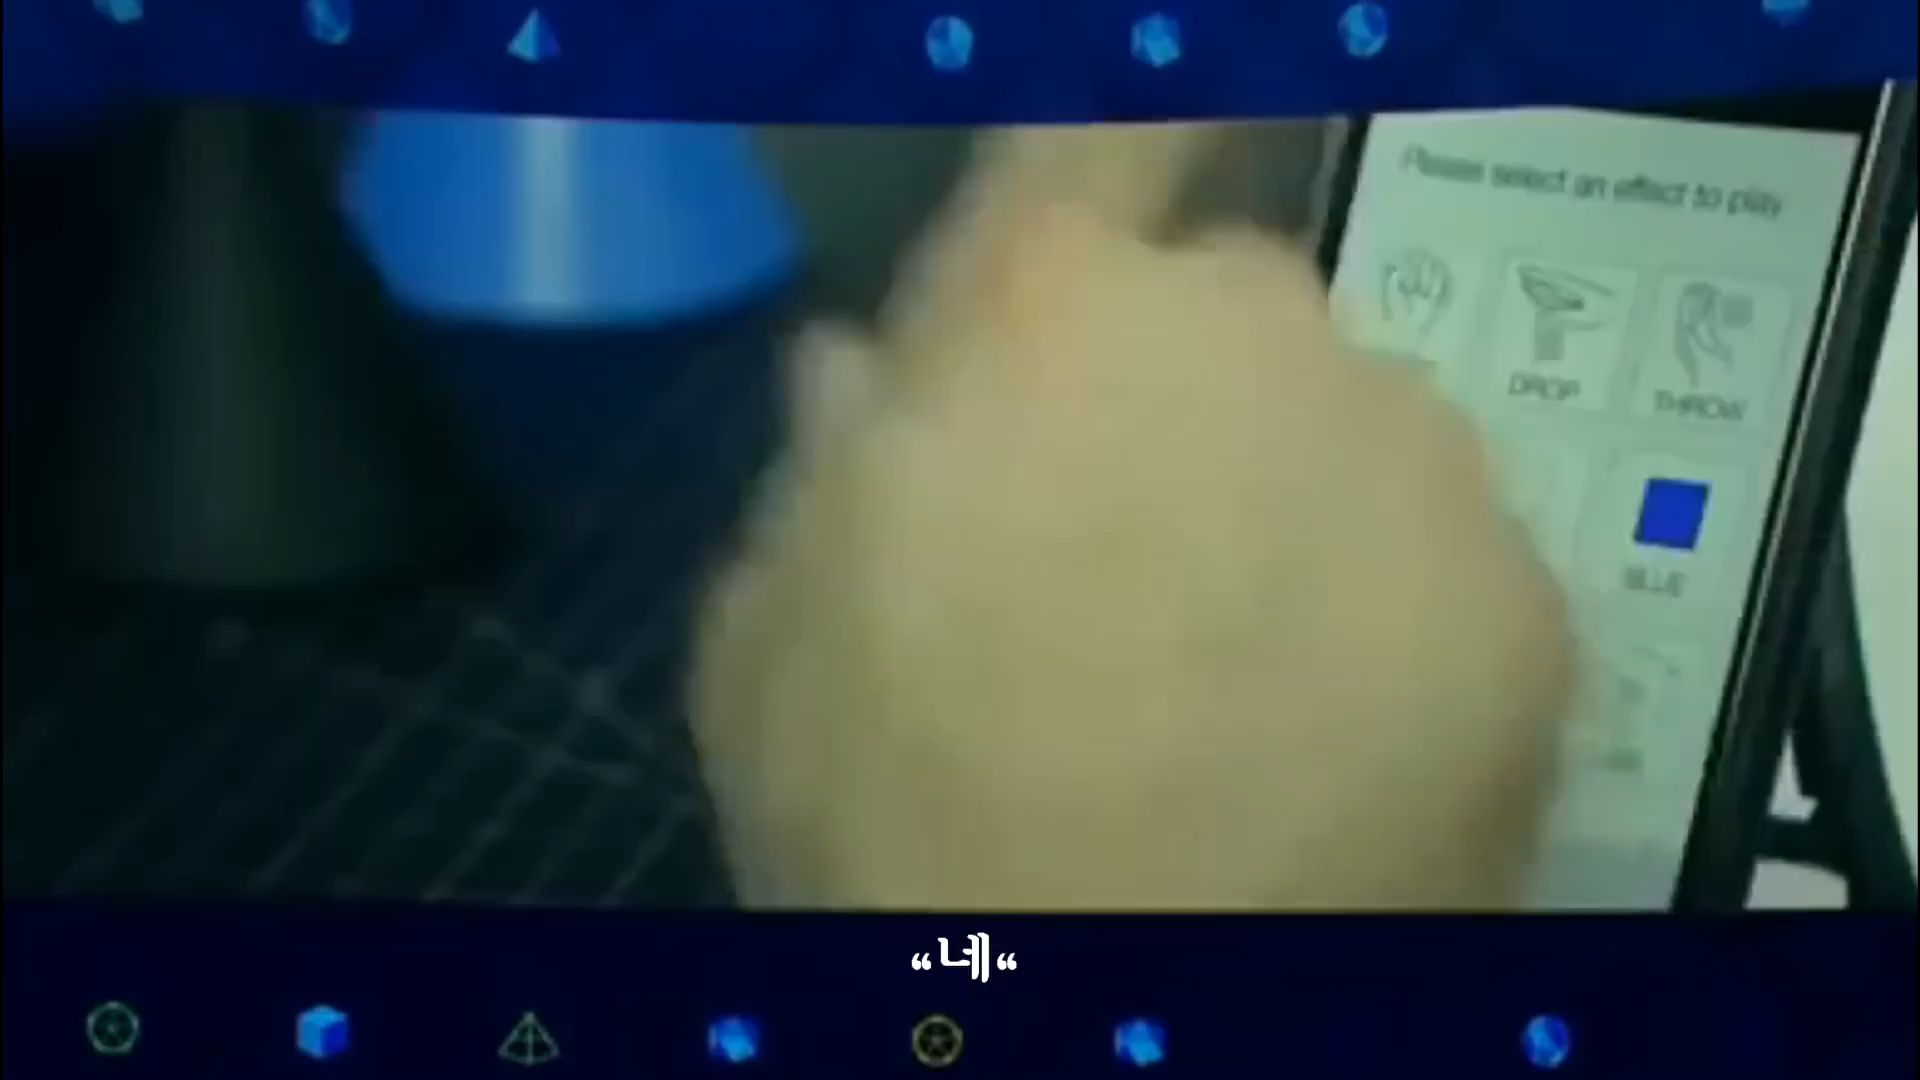 Please select an effect to play
DROP
THROW
BLUE
“네“